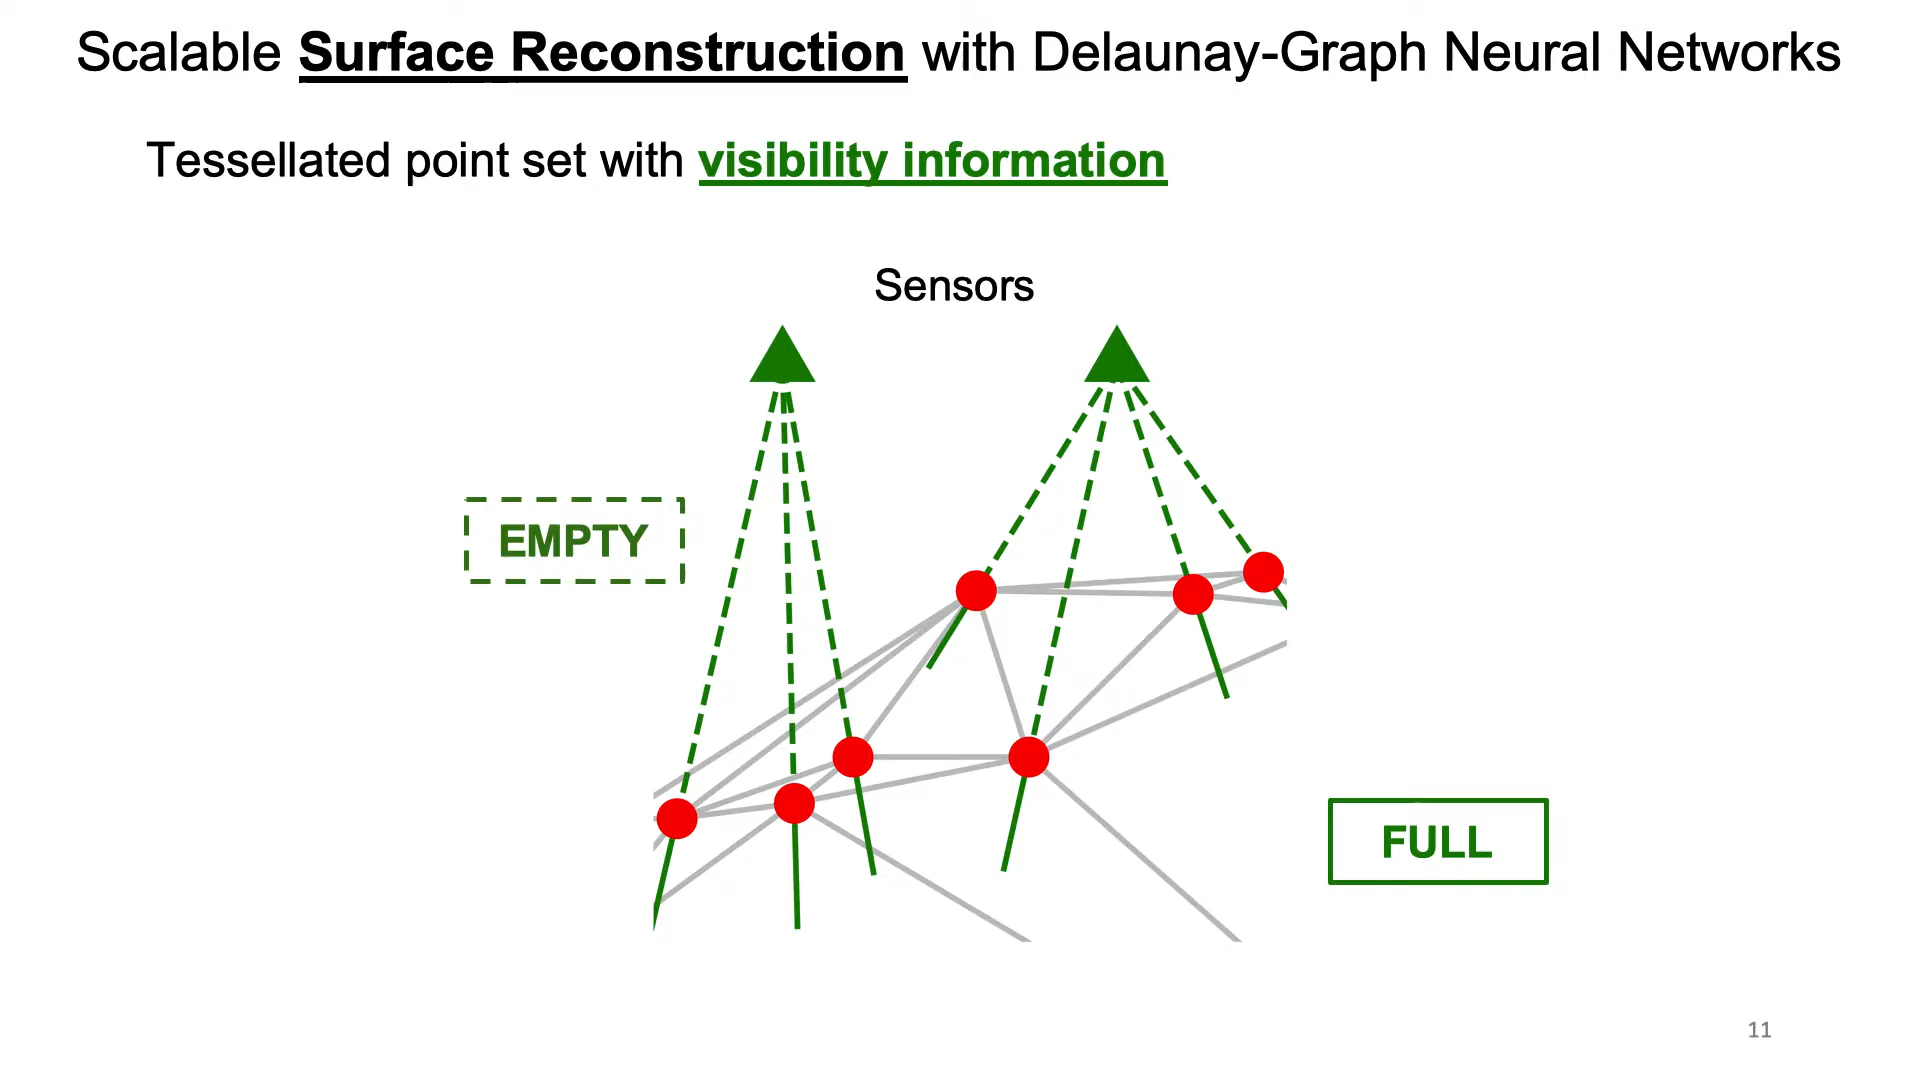 Scalable Surface Reconstruction with Delaunay-Graph Neural Networks
Tessellated point set with visibility information
Sensors
EMPTY
FULL
11